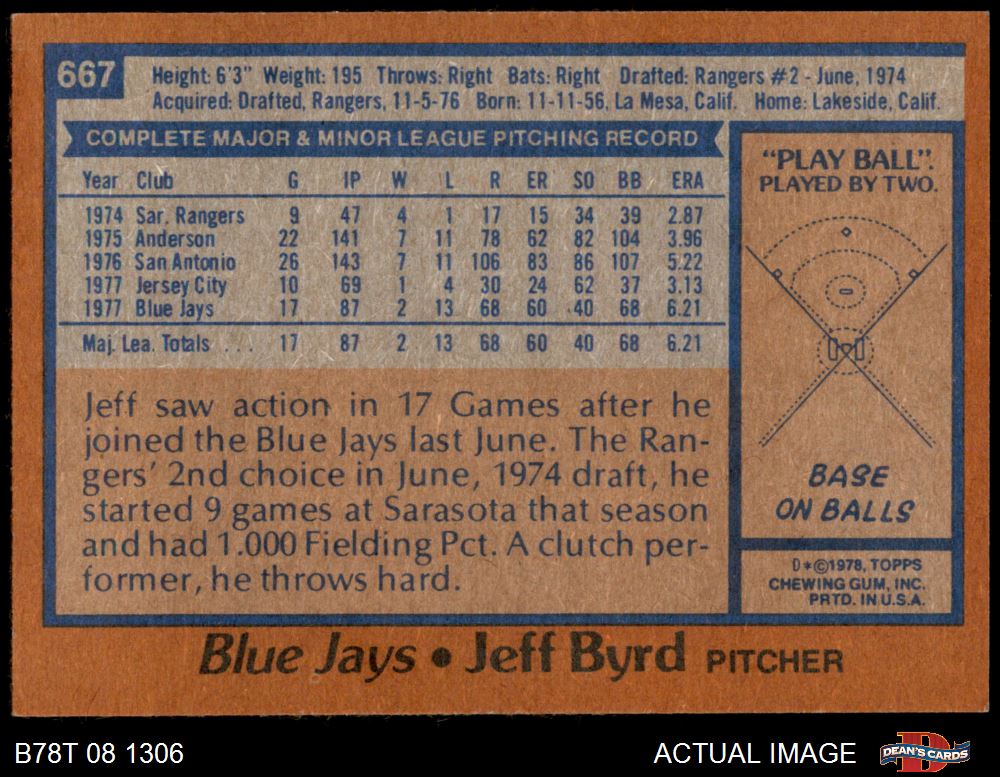 667
Height: 6'3" Weight: 195 Throws: Right Bats: Right Drafted: Rangers #2 - June, 1974
Acquired: Drafted, Rangers, 11-5-76 Born: 11-11-56, La Mesa, Calif. Home: Lakeside, Calif.
COMPLETE MAJOR & MINOR LEAGUE PITCHING RECORD
Year Club G IP W L R ER SO BB ERA
1974 Sar. Rangers 9 47 4 1 17 15 34 39 2.87
1975 Anderson 22 141 7 11 78 62 82 104 3.96
1976 San Antonio 26 143 7 11 106 83 86 107 5.22
1977 Jersey City 10 69 1 4 30 24 62 37 3.13
1977 Blue Jays 17 87 2 13 68 60 40 68 6.21
Maj. Lea. Totals ... 17 87 2 13 68 60 40 68 6.21
Jeff saw action in 17 Games after he
joined the Blue Jays last June. The Ran-
gers' 2nd choice in June, 1974 draft, he
started 9 games at Sarasota that season
and had 1.000 Fielding Pct. A clutch per-
former, he throws hard.
"PLAY BALL".
PLAYED BY TWO.
BASE
ON BALLS
D*©1978, TOPPS
CHEWING GUM, INC.
PRTD. IN U.S.A.
Blue Jays • Jeff Byrd PITCHER
B78T 08 1306
ACTUAL IMAGE
D
DEAN'S CARDS